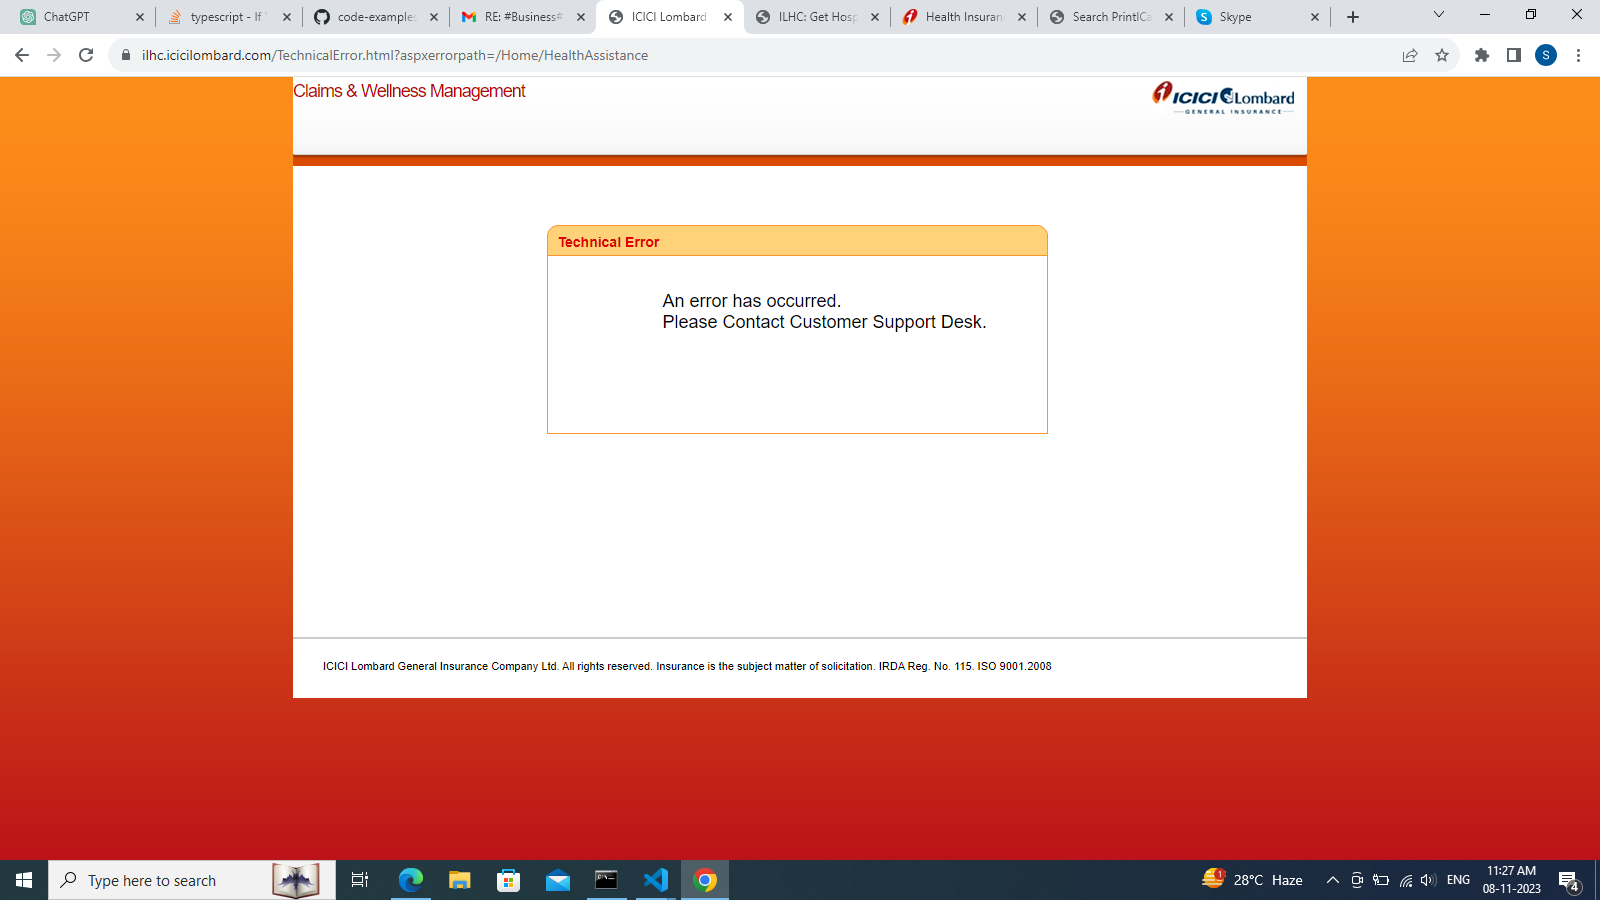 ChatGPT
typescript - If '
code-examples
RE: #Business#
ICICI Lombard
ILHC: Get Hosp
Health Insuran
Search PrintICa
Skype
ilhc.icicilombard.com/TechnicalError.html?aspxerrorpath=/Home/HealthAssistance
S
Claims & Wellness Management
ICICI Lombard
GENERAL INSURANCE
Technical Error
An error has occurred.
Please Contact Customer Support Desk.
ICICI Lombard General Insurance Company Ltd. All rights reserved. Insurance is the subject matter of solicitation. IRDA Reg. No. 115. ISO 9001.2008
Type here to search
1
28°C Haze
ENG
11:27 AM
08-11-2023
4